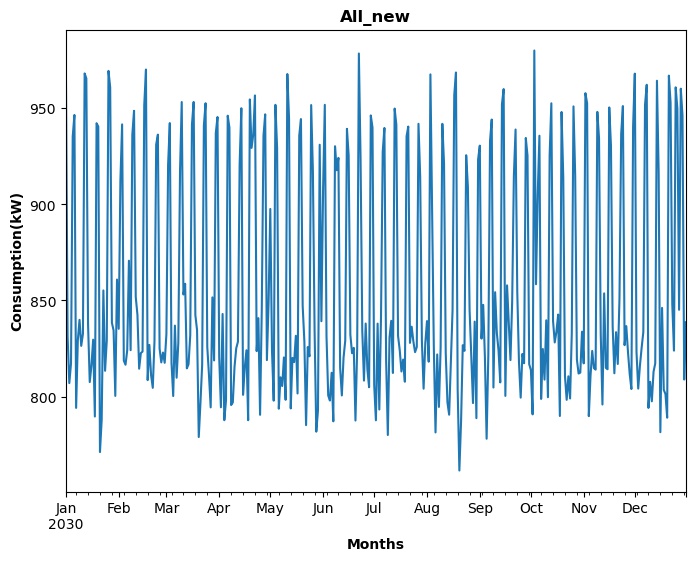 All_new
Consumption(kW)
950
900
850
800
Jan Feb Mar Apr May Jun Jul Aug Sep Oct Nov Dec
2030
Months